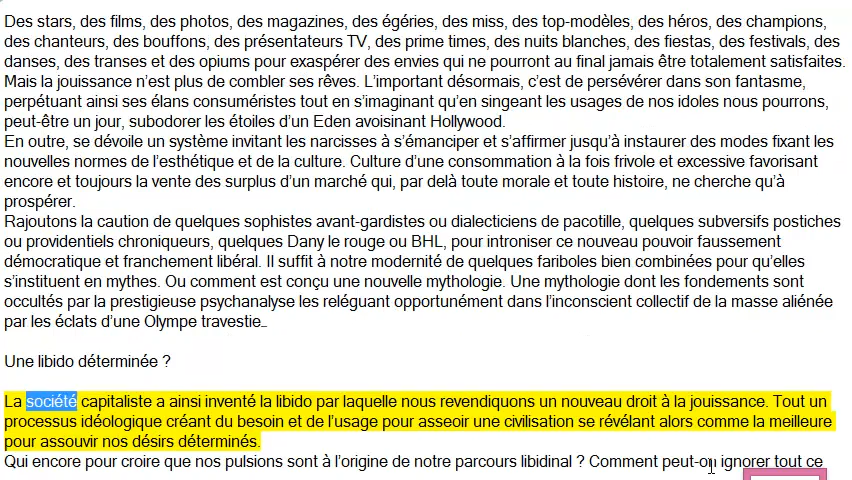 Des stars, des films, des photos, des magazines, des égéries, des miss, des top-modèles, des héros, des champions,
des chanteurs, des bouffons, des présentateurs TV, des prime times, des nuits blanches, des fiestas, des festivals, des
danses, des transes et des opiums pour exaspérer des envies qui ne pourront au final jamais être totalement satisfaites.
Mais la jouissance n’est plus de combler ses rêves. L’important désormais, c’est de persévérer dans son fantasme,
perpétuant ainsi ses élans consuméristes tout en s’imaginant qu’en singeant les usages de nos idoles nous pourrons,
peut-être un jour, subodorer les étoiles d’un Eden avoisinant Hollywood.
En outre, se dévoile un système invitant les narcisses à s’émanciper et s’affirmer jusqu’à instaurer des modes fixant les
nouvelles normes de l’esthétique et de la culture. Culture d’une consommation à la fois frivole et excessive favorisant
encore et toujours la vente des surplus d’un marché qui, par delà toute morale et toute histoire, ne cherche qu’à
prospérer.
Rajoutons la caution de quelques sophistes avant-gardistes ou dialecticiens de pacotille, quelques subversifs postiches
ou providentiels chroniqueurs, quelques Dany le rouge ou BHL, pour introniser ce nouveau pouvoir faussement
démocratique et franchement libéral. Il suffit à notre modernité de quelques fariboles bien combinées pour qu’elles
s’instituent en mythes. Ou comment est conçu une nouvelle mythologie. Une mythologie dont les fondements sont
occultés par la prestigieuse psychanalyse les reléguant opportunément dans l’inconscient collectif de la masse aliénée
par les éclats d’une Olympe travestie...
Une libido déterminée ?
La société capitaliste a ainsi inventé la libido par laquelle nous revendiquons un nouveau droit à la jouissance. Tout un
processus idéologique créant du besoin et de l’usage pour asseoir une civilisation se révélant alors comme la meilleure
pour assouvir nos désirs déterminés.
Qui encore pour croire que nos pulsions sont à l’origine de notre parcours libidinal ? Comment peut-on ignorer tout ce